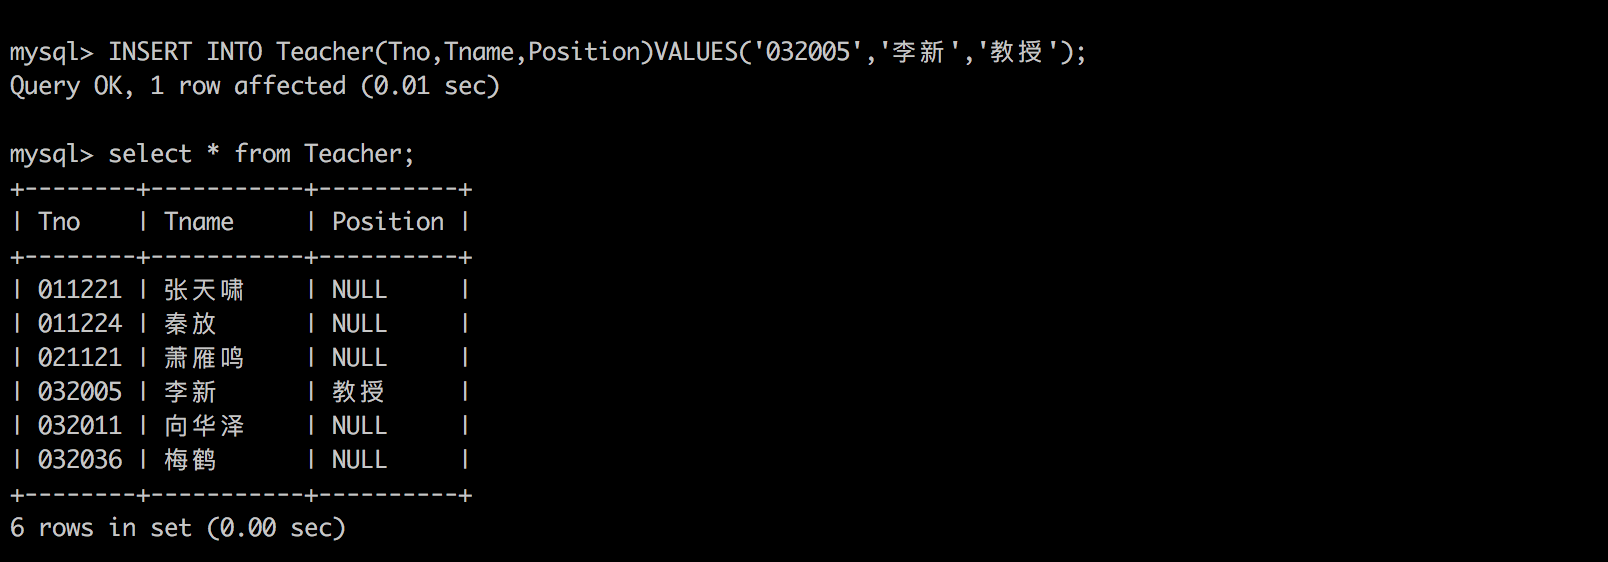 mysql> INSERT INTO Teacher(Tno,Tname,Position)VALUES('032005','李新','教授');
Query OK, 1 row affected (0.01 sec)
mysql> select * from Teacher;
+--------+-----------+----------+
| Tno    | Tname     | Position |
+--------+-----------+----------+
| 011221 | 张天啸    | NULL     |
| 011224 | 秦放      | NULL     |
| 021121 | 萧雁鸣    | NULL     |
| 032005 | 李新      | 教授     |
| 032011 | 向华泽    | NULL     |
| 032036 | 梅鹤      | NULL     |
+--------+-----------+----------+
6 rows in set (0.00 sec)